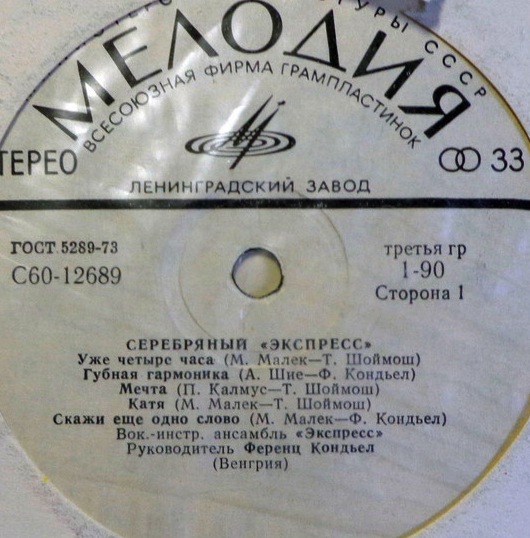 МЕЛОДИЯ
ВСЕСОЮЗНАЯ ФИРМА ГРАМПЛАСТИНОК
СССР
ТЕРЕО
33
ЛЕНИНГРАДСКИЙ ЗАВОД
ГОСТ 5289-73
С60-12689
третья гр
1-90
Сторона 1
СЕРЕБРЯНЫЙ «ЭКСПРЕСС»
Уже четыре часа (М. Малек—Т. Шоймош)
Губная гармоника (А. Шие—Ф. Кондьел)
Мечта (П. Калмус—Т. Шоймош)
Катя (М. Малек—Т. Шоймош)
Скажи еще одно слово (М. Малек—Ф. Кондьел)
Вок.-инстр. ансамбль «Экспресс»
Руководитель Ференц Кондьел
(Венгрия)